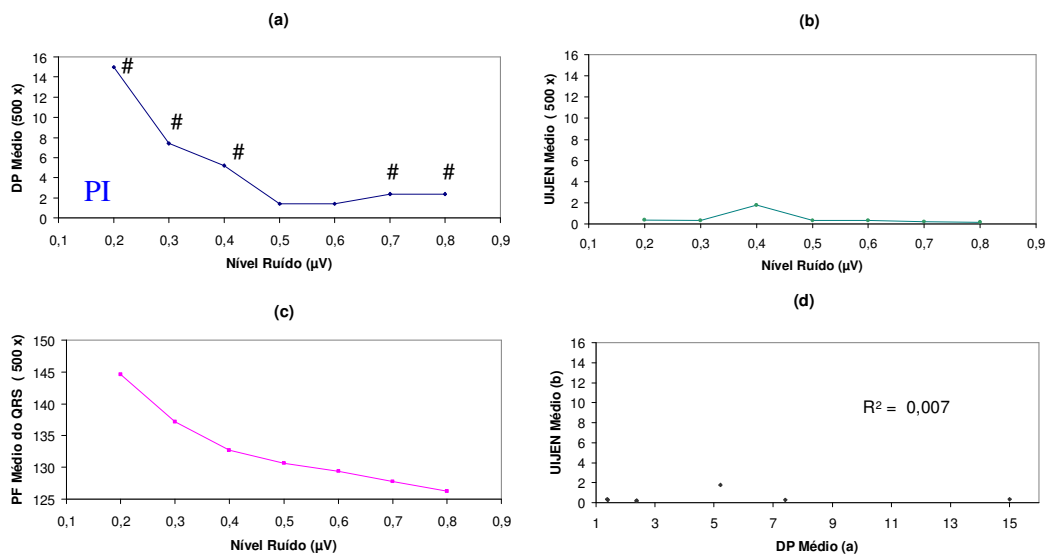 (a)
DP Médio (500 x)
16
14
12
10
8
6
4
2
0
# # # # #
PI
0,1 0,2 0,3 0,4 0,5 0,6 0,7 0,8 0,9
Nível Ruído (µV)
(b)
UIJEN Médio ( 500 x)
16
14
12
10
8
6
4
2
0
0,1 0,2 0,3 0,4 0,5 0,6 0,7 0,8 0,9
Nível Ruído (µV)
(c)
PF Médio do QRS ( 500 x)
150
145
140
135
130
125
0,1 0,2 0,3 0,4 0,5 0,6 0,7 0,8 0,9
Nível Ruído (µV)
(d)
UIJEN Médio (b)
16
14
12
10
8
6
4
2
0
R² = 0,007
1 3 5 7 9 11 13 15
DP Médio (a)